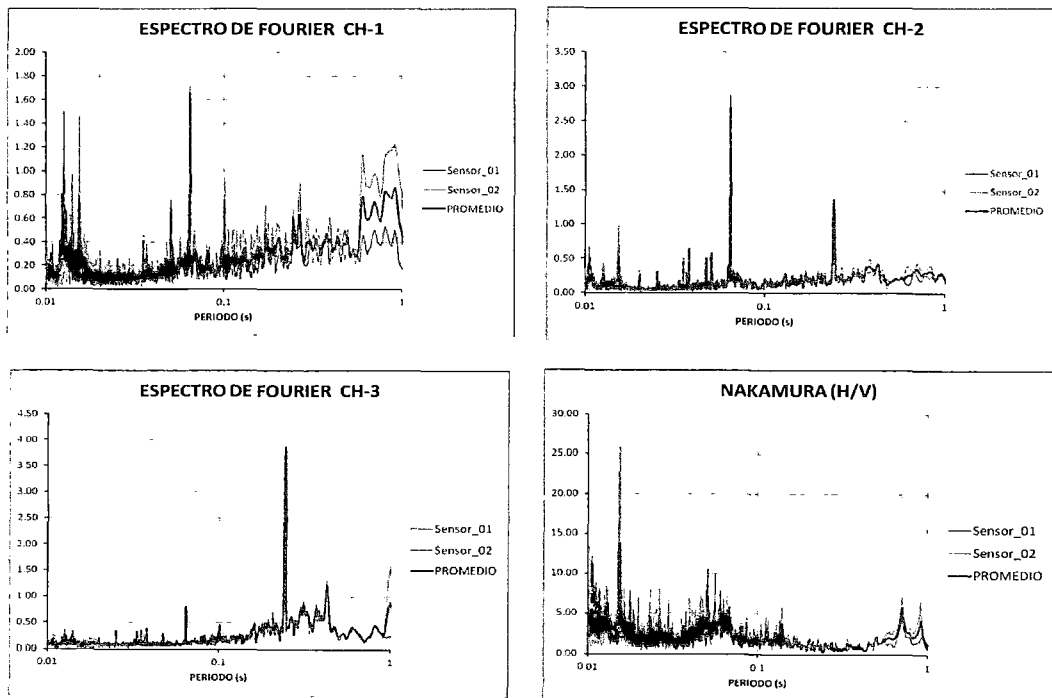 ESPECTRO DE FOURIER CH-1
2.00
1.80
1.60
1.40
1.20
1.00
0.80
0.60
0.40
0.20
0.00
0.01
0.1
1
PERIODO (s)
Sensor_01
Sensor_02
PROMEDIO
ESPECTRO DE FOURIER CH-2
3.50
3.00
2.50
2.00
1.50
1.00
0.50
0.00
0.01
0.1
1
PERIODO (s)
Sensor_01
Sensor_02
PROMEDIO
ESPECTRO DE FOURIER CH-3
4.50
4.00
3.50
3.00
2.50
2.00
1.50
1.00
0.50
0.00
0.01
0.1
1
PERIODO (s)
Sensor_01
Sensor_02
PROMEDIO
NAKAMURA (H/V)
30.00
25.00
20.00
15.00
10.00
5.00
0.00
0.01
0.1
1
PERIODO (s)
Sensor_01
Sensor_02
PROMEDIO